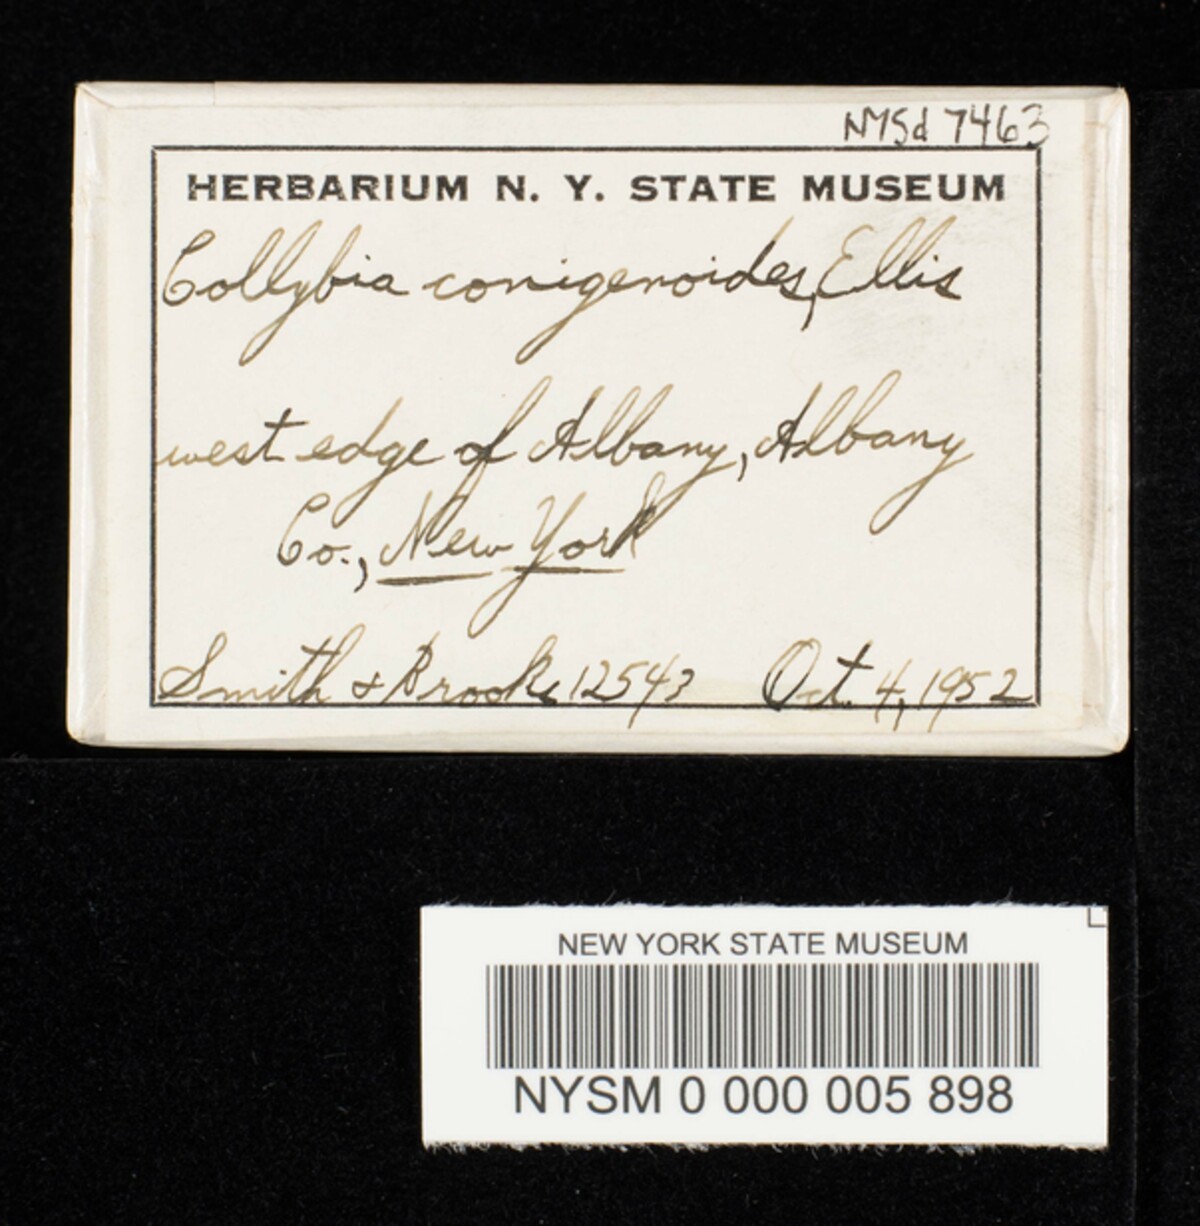 NYSd 7463
HERBARIUM N. Y. STATE MUSEUM
Collybia conigenoides, Ellis
west edge of Albany, Albany
Co., New York
Smith & Brooks 12543 Oct. 4, 1952
NEW YORK STATE MUSEUM
NYSM 0 000 005 898